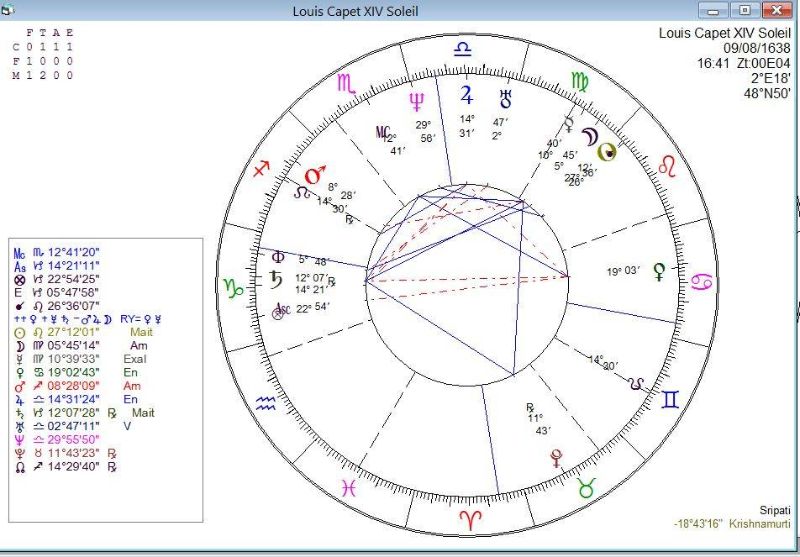 Louis Capet XIV Soleil
F T A E
C 0 1 1 1
F 1 0 0 0
M 1 2 0 0
Louis Capet XIV Soleil
09/08/1638
16:41 Zt:00E04
2°E18'
48°N50'
Mc ♏ 12°41'20"
As ♑ 14°21'11"
⊗ ♑ 22°54'25"
E ♑ 05°47'58"
♌ 26°36'07"
RY= ♀ ☿
☉ ♌ 27°12'01" Mait
☽ ♍ 05°45'14 Am
☿ ♍ 10°39'33 Exal
♀ ♋ 19°02'43" En
♂ ♐ 08°28'09" Am
♃ ♎ 14°31'24" En
♄ ♑ 12°07'28" ℞ Mait
♅ ♎ 02°47'11" V
♆ ♎ 29°55'50"
♇ ♉ 11°43'23" ℞
☊ ♐ 14°29'40" ℞
MC 12° 41'
29° 56'
14° 31'
47' 2°
40' 10°
45' 5°
8° 28'
14° 30' ℞
5° 48'
12° 07' ℞
14° 21'
Asc 22° 54'
19° 03'
14° 20'
℞ 11° 43'
Sripati
-18°43'16" Krishnamurti